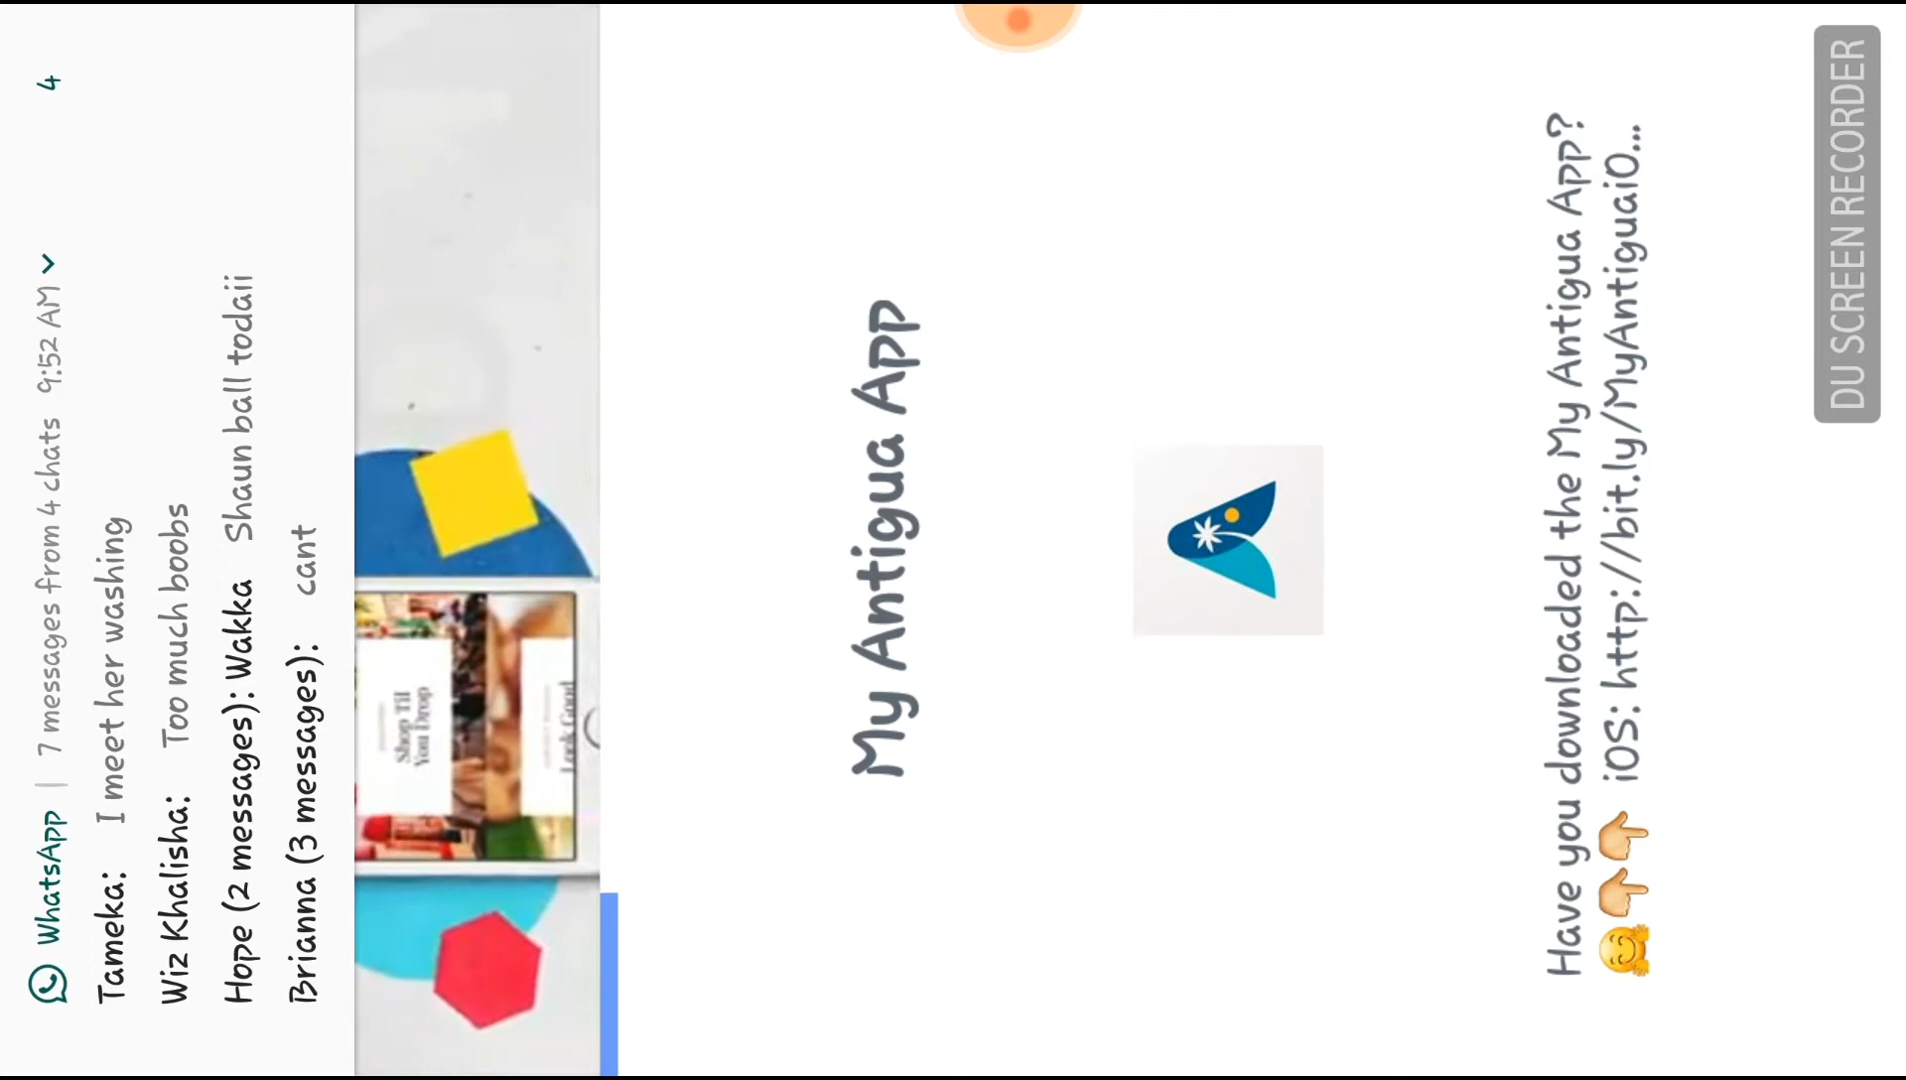 WhatsApp | 7 messages from 4 chats 9:52 AM 4
Tameka: I meet her washing
Wiz Khalisha: Too much boobs
Hope (2 messages): Wakka Shaun ball todaii
Brianna (3 messages): cant
Shop Til
You Drop
Look Good
My Antigua App
Have you downloaded the My Antigua App?
🤗👇👇 iOS: http://bit.ly/MyAntiguaiO...
DU SCREEN RECORDER